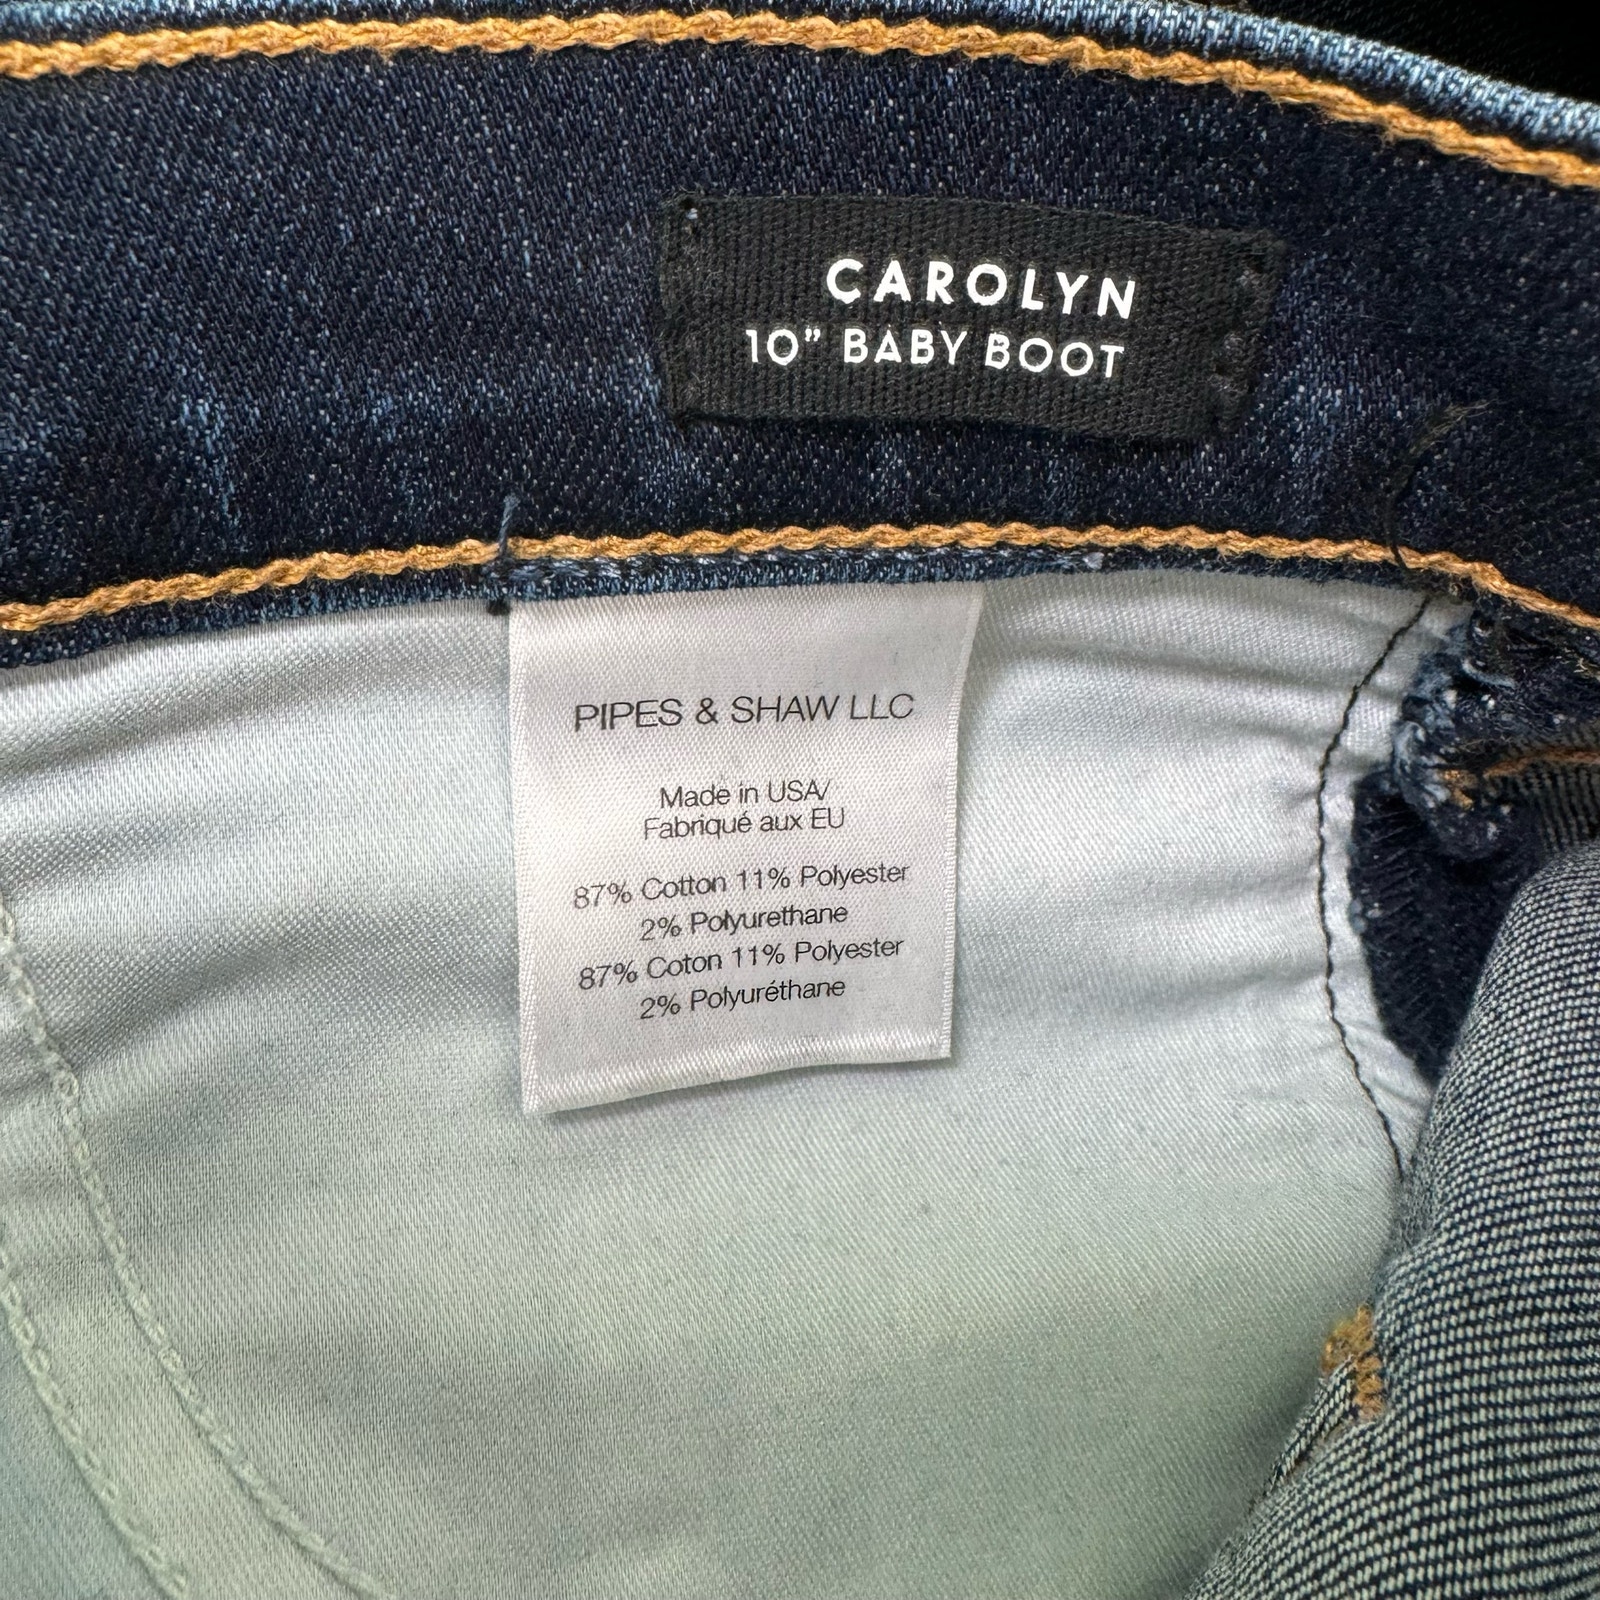 CAROLYN
10” BABY BOOT
PIPES & SHAW LLC
Made in USA/
Fabriqué aux EU
87% Cotton 11% Polyester
2% Polyurethane
87% Coton 11% Polyester
2% Polyuréthane